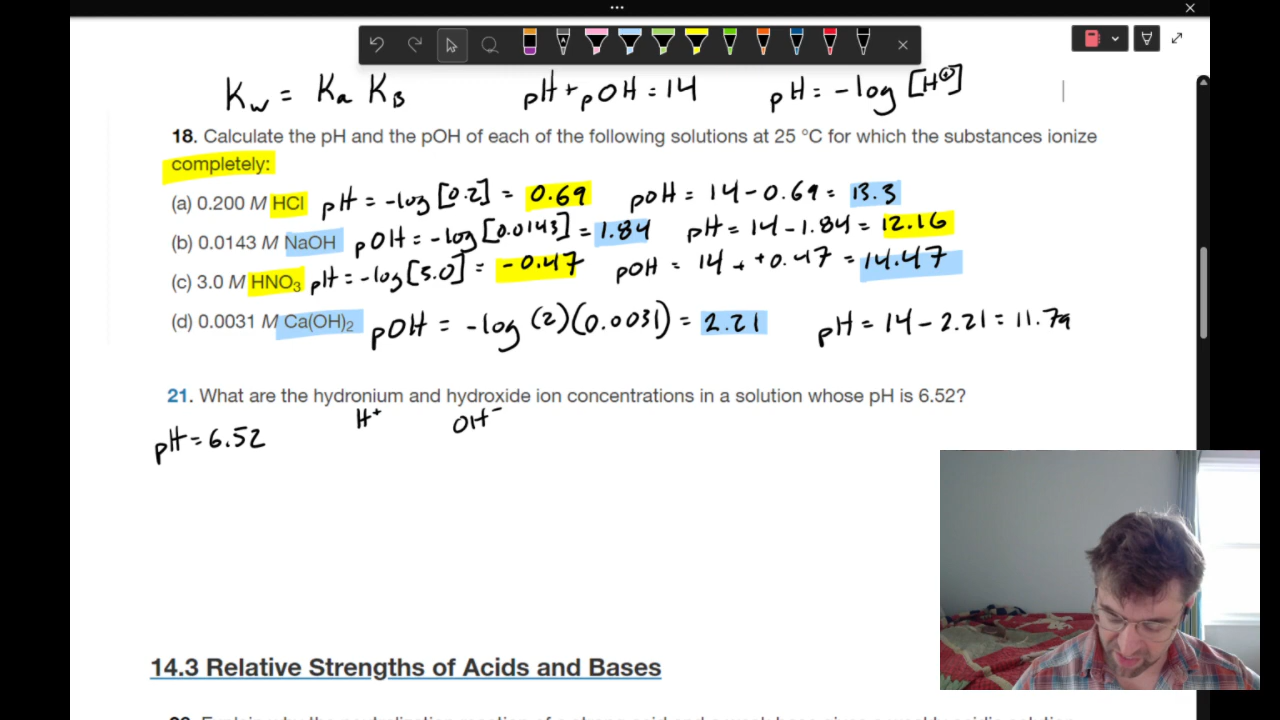 Kw = Ka KB pH + pOH = 14 pH = -log [H⊕]
18. Calculate the pH and the pOH of each of the following solutions at 25 °C for which the substances ionize
completely:
(a) 0.200 M HCl pH = -log [0.2] = 0.69 pOH = 14 - 0.69 = 13.3
(b) 0.0143 M NaOH pOH = -log [0.0143] = 1.84 pH = 14 - 1.84 = 12.16
(c) 3.0 M HNO₃ pH = -log [3.0] = -0.47 pOH = 14 + +0.47 = 14.47
(d) 0.0031 M Ca(OH)₂ pOH = -log (2)(0.0031) = 2.21 pH = 14 - 2.21 = 11.79
21. What are the hydronium and hydroxide ion concentrations in a solution whose pH is 6.52?
H⁺ OH⁻
pH = 6.52
14.3 Relative Strengths of Acids and Bases